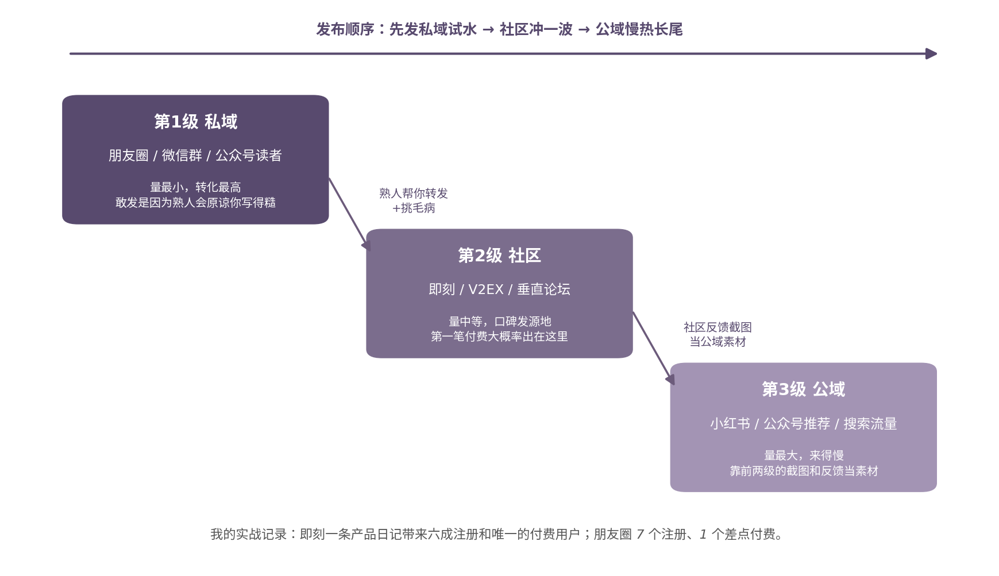 发布顺序：先发私域试水 → 社区冲一波 → 公域慢热长尾
第1级 私域
朋友圈 / 微信群 / 公众号读者
量最小，转化最高
敢发是因为熟人会原谅你写得糙
熟人帮你转发
+挑毛病
第2级 社区
即刻 / V2EX / 垂直论坛
量中等，口碑发源地
第一笔付费大概率出在这里
社区反馈截图
当公域素材
第3级 公域
小红书 / 公众号推荐 / 搜索流量
量最大，来得慢
靠前两级的截图和反馈当素材
我的实战记录：即刻一条产品日记带来六成注册和唯一的付费用户；朋友圈 7 个注册、1 个差点付费。